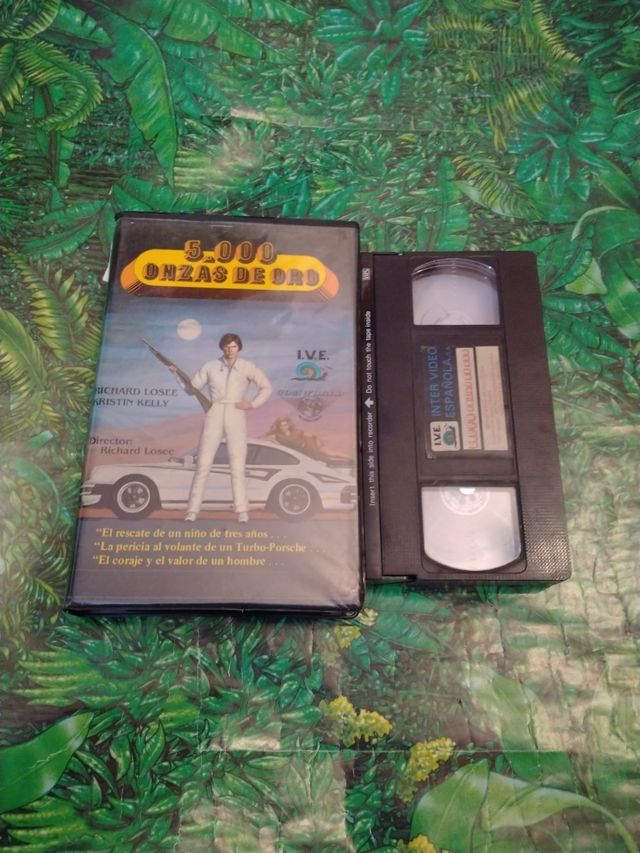 5.000
ONZAS DE ORO
I.V.E.
RICHARD LOSEE
KRISTIN KELLY
Director:
Richard Losee
“El rescate de un niño de tres años . . .
“La pericia al volante de un Turbo-Porsche . . .
“El coraje y el valor de un hombre . . .
VHS
Insert this side into recorder Do not touch the tape inside
I.V.E. INTER VIDEO
ESPAÑOLA